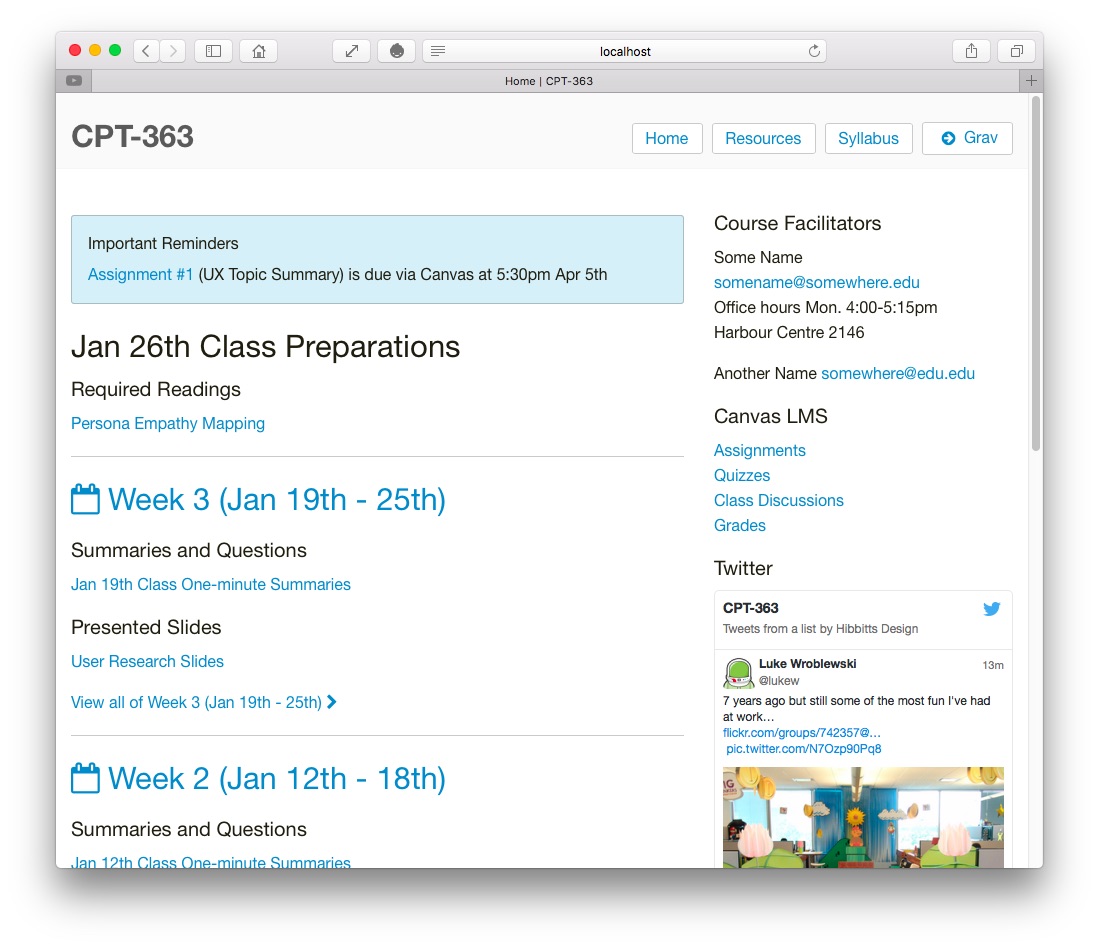 localhost
Home | CPT-363
CPT-363
Home
Resources
Syllabus
Grav
Important Reminders
Assignment #1 (UX Topic Summary) is due via Canvas at 5:30pm Apr 5th
Jan 26th Class Preparations
Required Readings
Persona Empathy Mapping
Week 3 (Jan 19th - 25th)
Summaries and Questions
Jan 19th Class One-minute Summaries
Presented Slides
User Research Slides
View all of Week 3 (Jan 19th - 25th)
Week 2 (Jan 12th - 18th)
Summaries and Questions
Jan 12th Class One-minute Summaries
Course Facilitators
Some Name
somename@somewhere.edu
Office hours Mon. 4:00-5:15pm
Harbour Centre 2146
Another Name somewhere@edu.edu
Canvas LMS
Assignments
Quizzes
Class Discussions
Grades
Twitter
CPT-363
Tweets from a list by Hibbitts Design
Luke Wroblewski
13m
@lukew
7 years ago but still some of the most fun I've had
at work…
flickr.com/groups/742357@…
pic.twitter.com/N7Ozp90Pq8